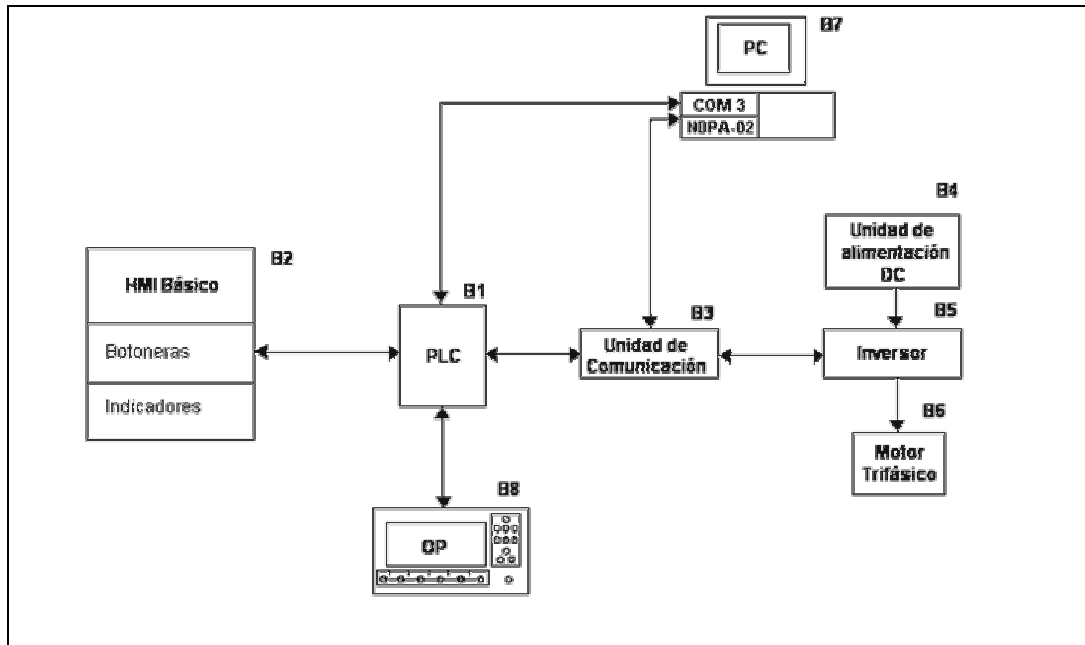 B7
PC
COM 3
NDPA-02
B4
Unidad de
alimentación
DC
B2
HMI Básico
Botoneras
Indicadores
B1
PLC
B3
Unidad de
Comunicación
B5
Inversor
B6
Motor
Trifásico
B8
OP